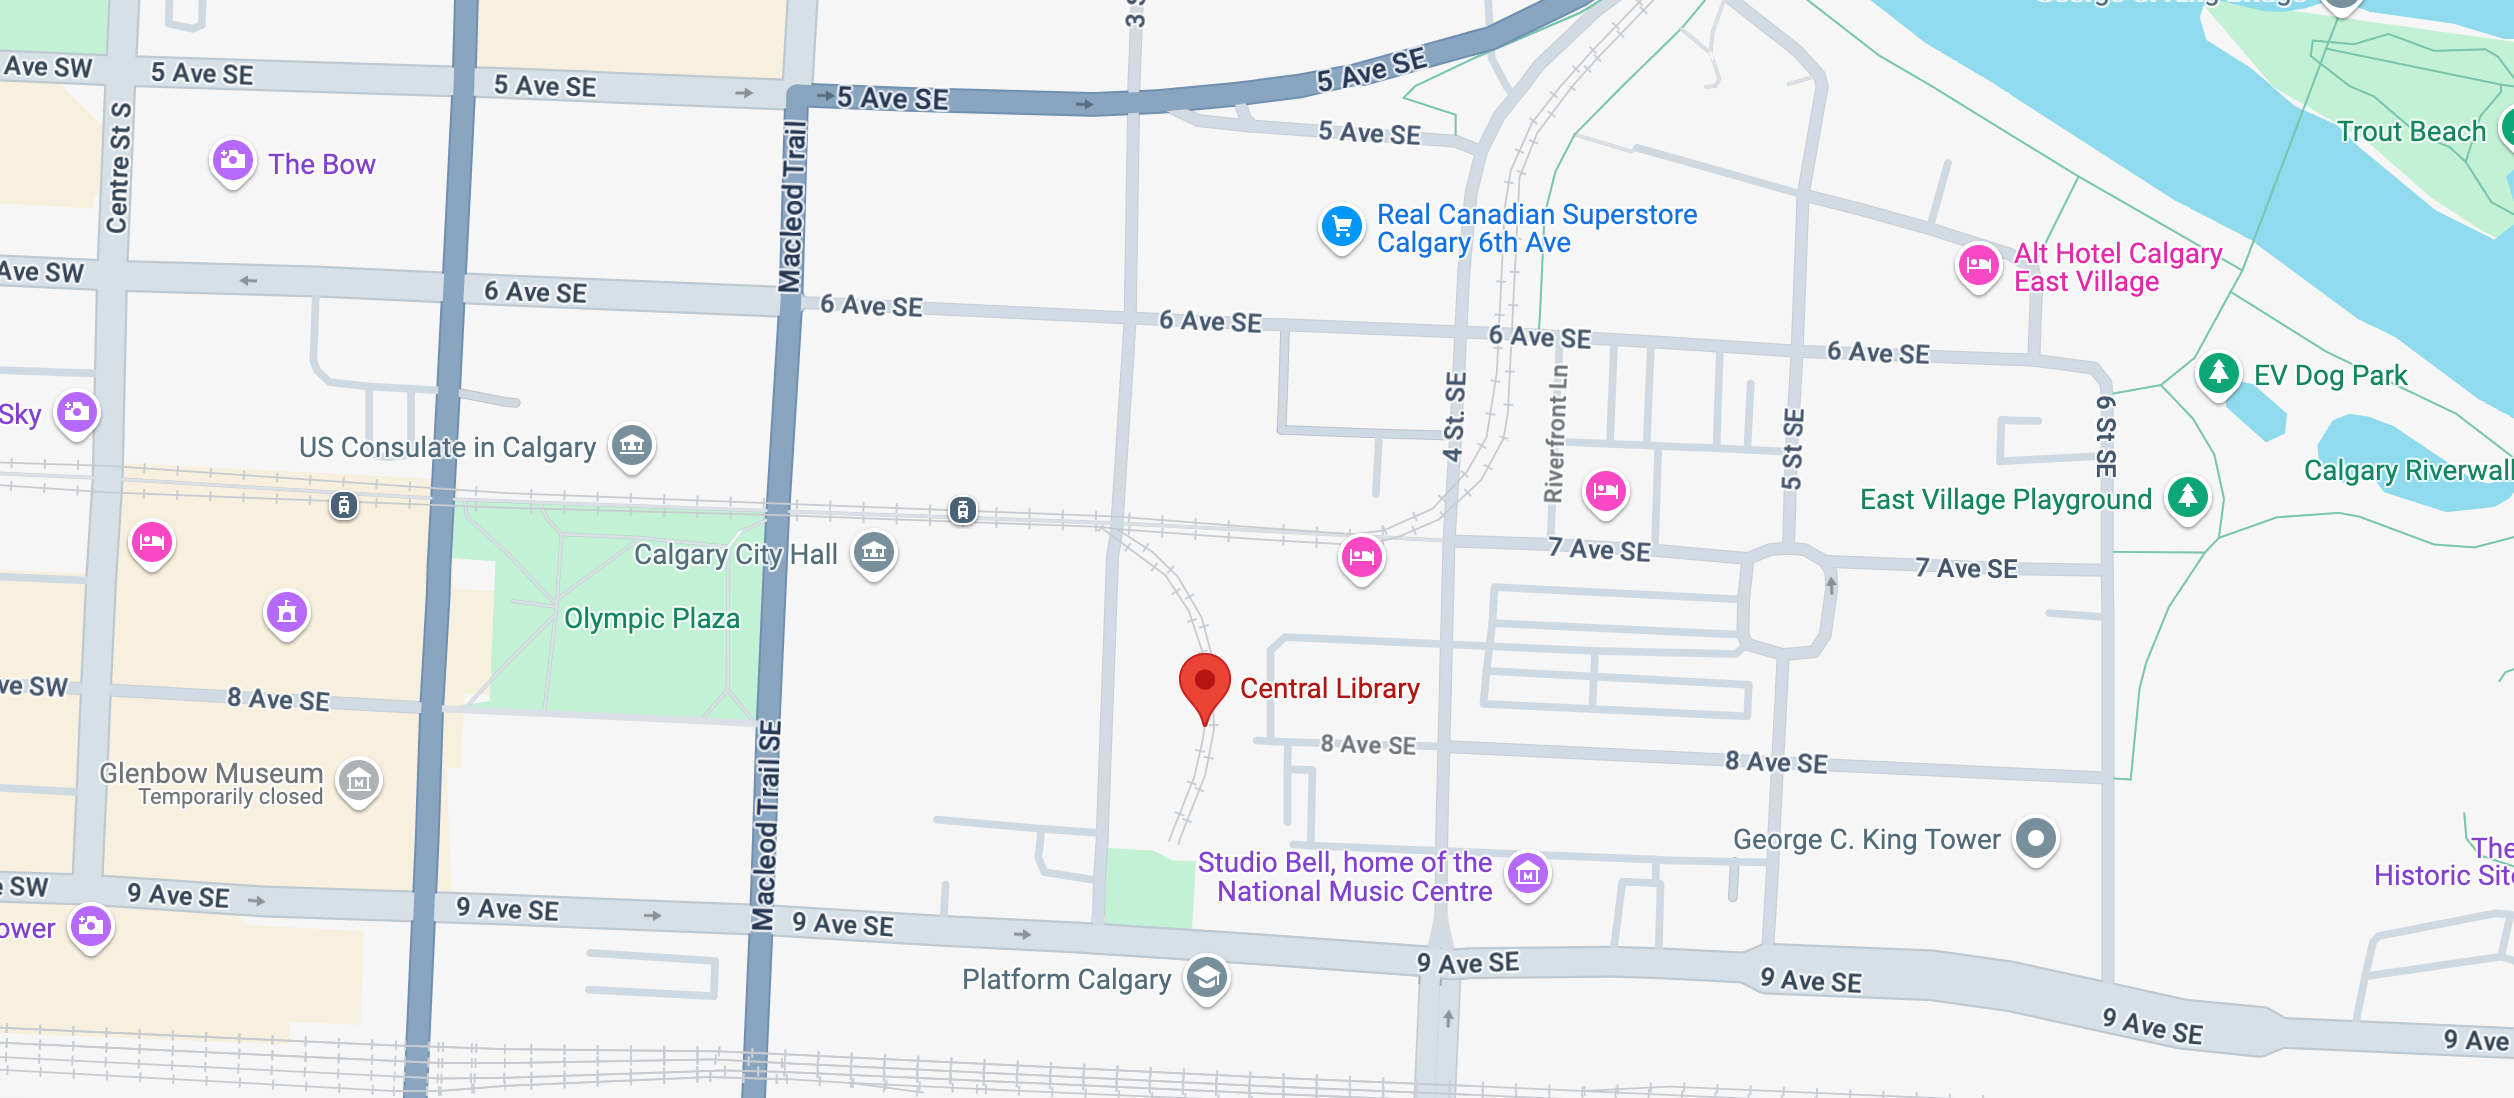 George C. King Bridge
3 S
Ave SW
5 Ave SE
5 Ave SE
5 Ave SE
5 Ave SE
5 Ave SE
Centre St S
The Bow
Macleod Trail
Trout Beach
Real Canadian Superstore
Calgary 6th Ave
Alt Hotel Calgary
East Village
Ave SW
6 Ave SE
6 Ave SE
6 Ave SE
6 Ave SE
6 Ave SE
EV Dog Park
Sky
US Consulate in Calgary
4 St. SE
Riverfront Ln
5 St SE
6 St SE
Calgary Riverwal
East Village Playground
Calgary City Hall
7 Ave SE
7 Ave SE
Olympic Plaza
ve SW
8 Ave SE
Central Library
8 Ave SE
8 Ave SE
Macleod Trail SE
Glenbow Museum
Temporarily closed
George C. King Tower
Studio Bell, home of the
National Music Centre
The
Historic Site
e SW
9 Ave SE
9 Ave SE
9 Ave SE
ower
Platform Calgary
9 Ave SE
9 Ave SE
9 Ave SE
9 Ave